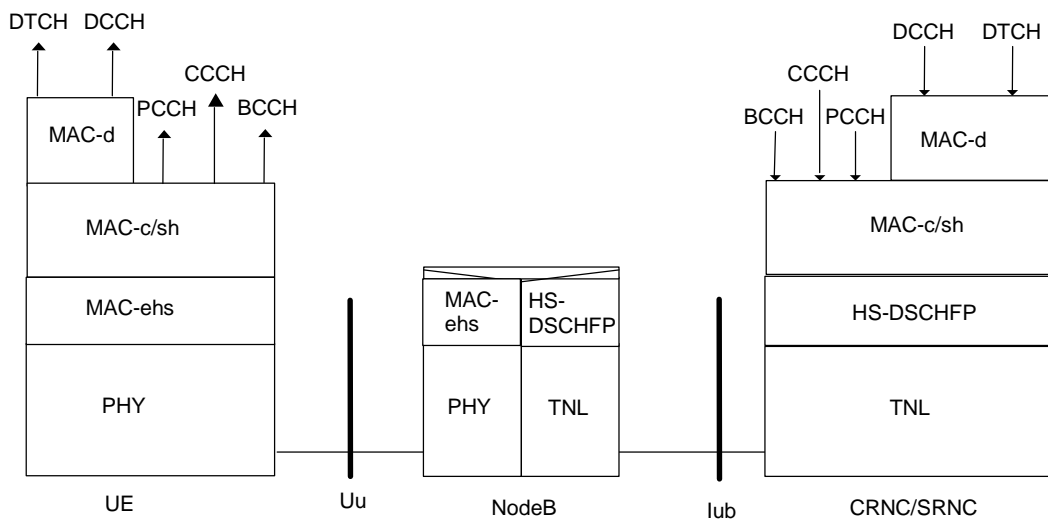 DTCH DCCH
CCCH
PCCH BCCH
MAC-d
MAC-c/sh
MAC-ehs
PHY
UE
Uu
MAC-
ehs
HS-
DSCHFP
PHY
TNL
NodeB
Iub
DCCH DTCH
CCCH
BCCH PCCH
MAC-d
MAC-c/sh
HS-DSCHFP
TNL
CRNC/SRNC